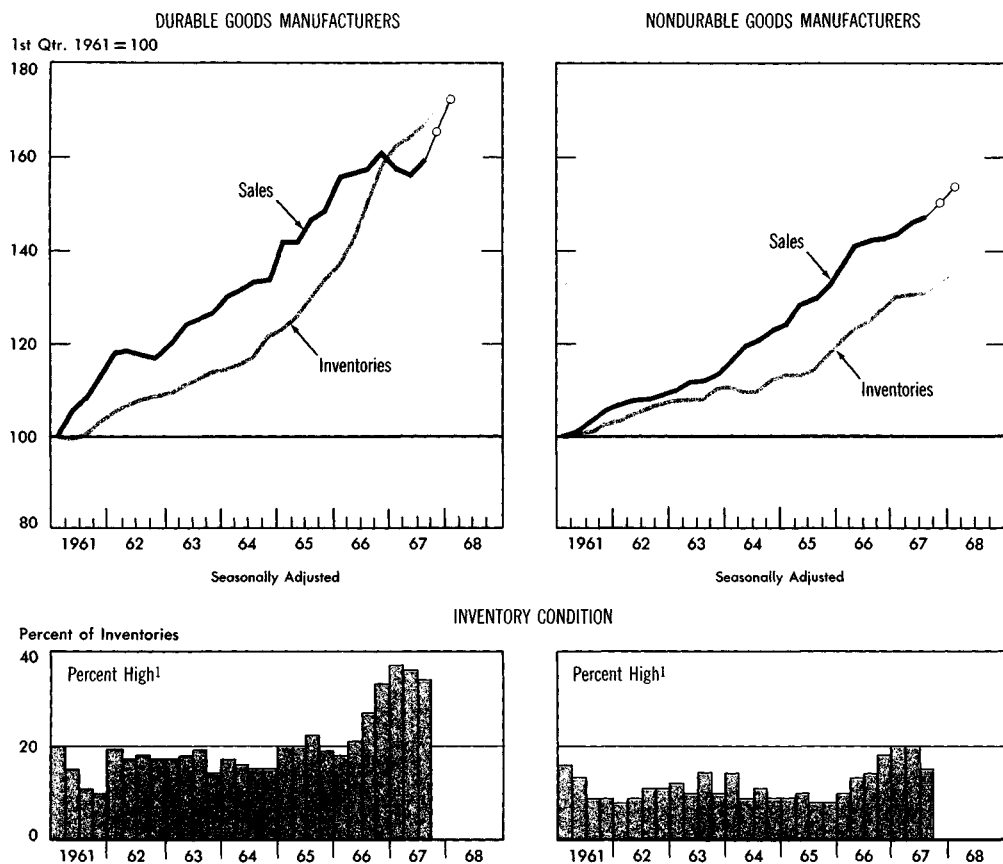 DURABLE GOODS MANUFACTURERS
1st Qtr. 1961=100
180
160
140
120
100
80
Sales
Inventories
1961 62 63 64 65 66 67 68
Seasonally Adjusted
NONDURABLE GOODS MANUFACTURERS
Sales
Inventories
1961 62 63 64 65 66 67 68
Seasonally Adjusted
INVENTORY CONDITION
Percent of Inventories
40
20
0
Percent High¹
1961 62 63 64 65 66 67 68
Percent High¹
1961 62 63 64 65 66 67 68